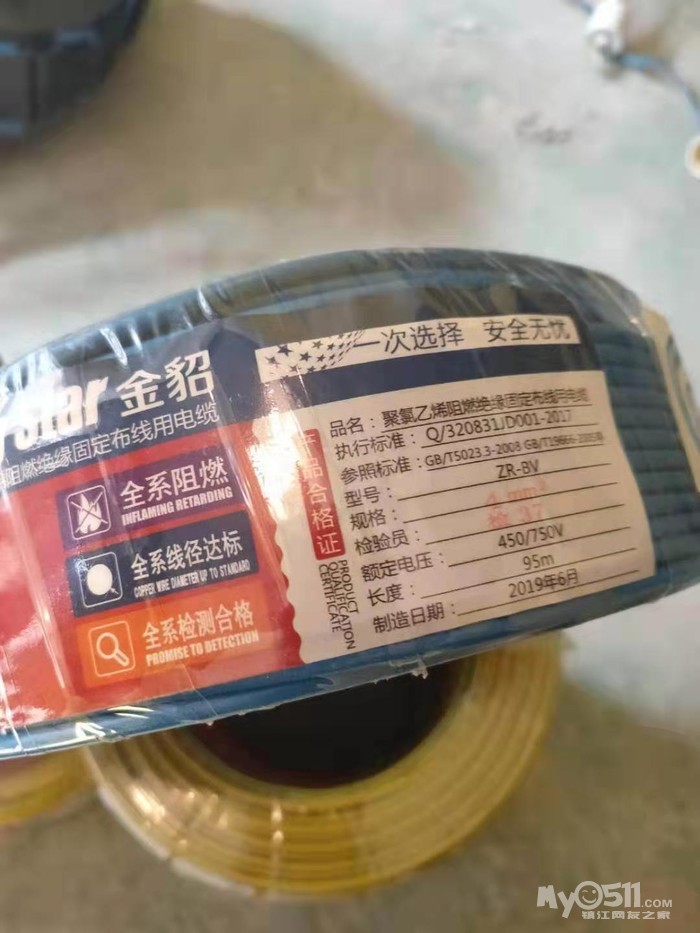 Star 金貂
阻燃绝缘固定布线用电缆
全系阻燃
INFLAMING RETARDING
全系线径达标
COPPER WIRE DIAMETER UP TO STANDARD
全系检测合格
PROMISE TO DETECTION
一次选择 安全无忧
产品合格证
PRODUCT QUALIFICATION CERTIFICATE
品名: 聚氯乙烯阻燃绝缘固定布线用电缆
执行标准: Q/320831/D001-2017
参照标准: GB/T5023.3-2008 GB/T19666-2005
型号: ZR-BV
规格: 4mm²
检验员: 检 37
额定电压: 450/750V
长度: 95m
制造日期: 2019年6月
My0511.com
镇江网友之家